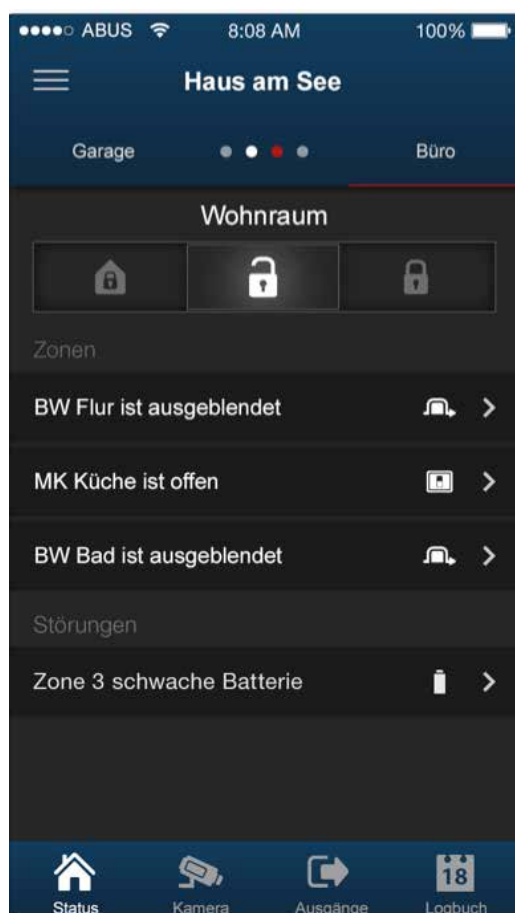 ABUS 8:08 AM 100%
Haus am See
Garage Büro
Wohnraum
Zonen
BW Flur ist ausgeblendet
MK Küche ist offen
BW Bad ist ausgeblendet
Störungen
Zone 3 schwache Batterie
18
Status Kamera Ausgänge Logbuch